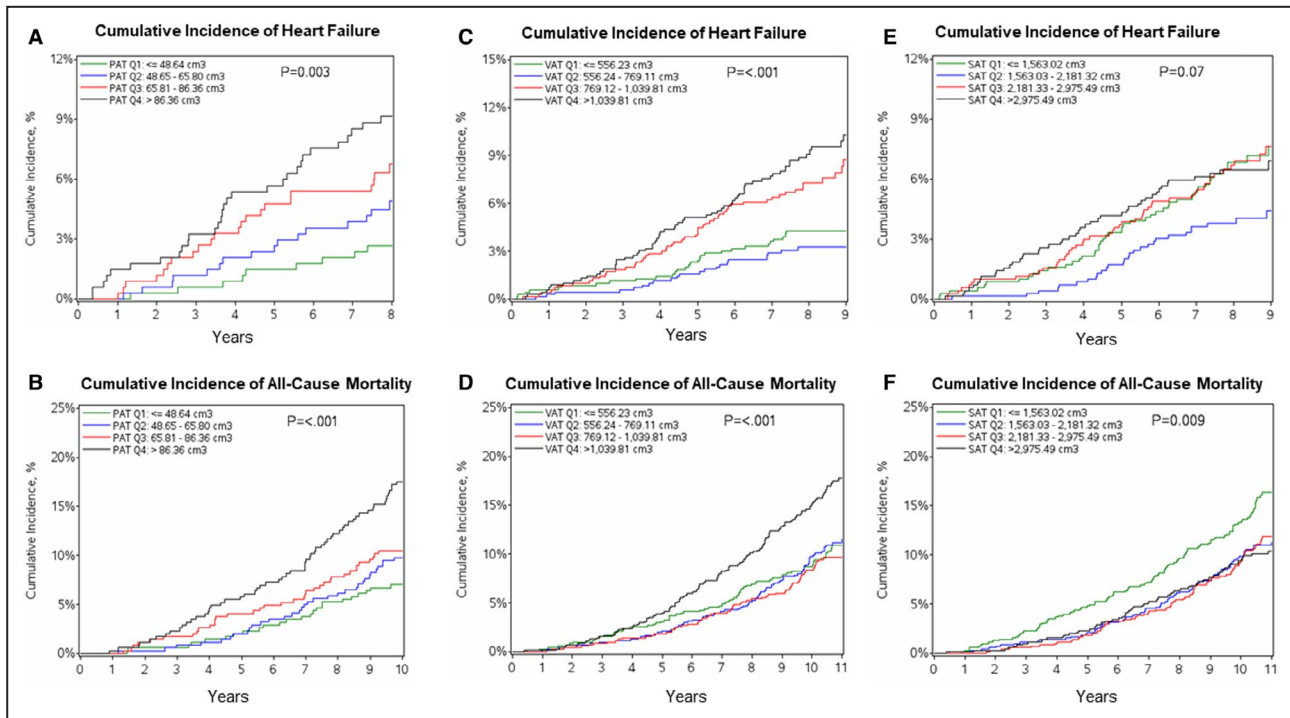 A
Cumulative Incidence of Heart Failure
12%
9%
6%
3%
0%
Cumulative Incidence, %
PAT Q1: <= 48.64 cm3
PAT Q2: 48.65 - 65.80 cm3
PAT Q3: 65.81 - 86.36 cm3
PAT Q4: > 86.36 cm3
P=0.003
0 1 2 3 4 5 6 7 8
Years
C
Cumulative Incidence of Heart Failure
15%
12%
9%
6%
3%
0%
Cumulative Incidence, %
VAT Q1: <= 556.23 cm3
VAT Q2: 556.24 - 769.11 cm3
VAT Q3: 769.12 - 1,039.81 cm3
VAT Q4: >1,039.81 cm3
P=<.001
0 1 2 3 4 5 6 7 8 9
Years
E
Cumulative Incidence of Heart Failure
12%
9%
6%
3%
0%
Cumulative Incidence, %
SAT Q1: <= 1,563.02 cm3
SAT Q2: 1,563.03 - 2,181.32 cm3
SAT Q3: 2,181.33 - 2,975.49 cm3
SAT Q4: >2,975.49 cm3
P=0.07
0 1 2 3 4 5 6 7 8 9
Years
B
Cumulative Incidence of All-Cause Mortality
25%
20%
15%
10%
5%
0%
Cumulative Incidence, %
PAT Q1: <= 48.64 cm3
PAT Q2: 48.65 - 65.80 cm3
PAT Q3: 65.81 - 86.36 cm3
PAT Q4: > 86.36 cm3
P=<.001
0 1 2 3 4 5 6 7 8 9 10
Years
D
Cumulative Incidence of All-Cause Mortality
25%
20%
15%
10%
5%
0%
Cumulative Incidence, %
VAT Q1: <= 556.23 cm3
VAT Q2: 556.24 - 769.11 cm3
VAT Q3: 769.12 - 1,039.81 cm3
VAT Q4: >1,039.81 cm3
P=<.001
0 1 2 3 4 5 6 7 8 9 10 11
Years
F
Cumulative Incidence of All-Cause Mortality
25%
20%
15%
10%
5%
0%
Cumulative Incidence, %
SAT Q1: <= 1,563.02 cm3
SAT Q2: 1,563.03 - 2,181.32 cm3
SAT Q3: 2,181.33 - 2,975.49 cm3
SAT Q4: >2,975.49 cm3
P=0.009
0 1 2 3 4 5 6 7 8 9 10 11
Years